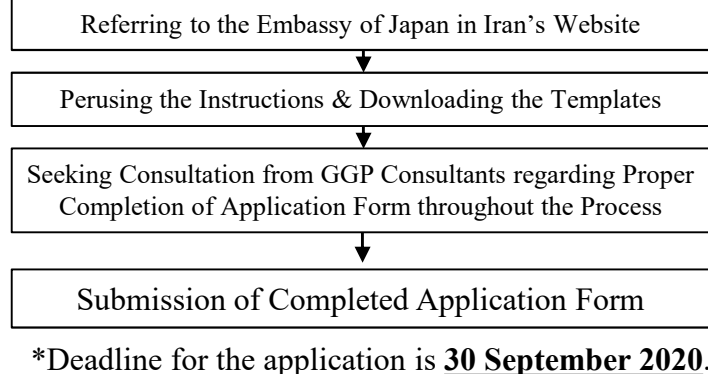 Referring to the Embassy of Japan in Iran's Website
Perusing the Instructions & Downloading the Templates
Seeking Consultation from GGP Consultants regarding Proper
Completion of Application Form throughout the Process
Submission of Completed Application Form
*Deadline for the application is 30 September 2020.